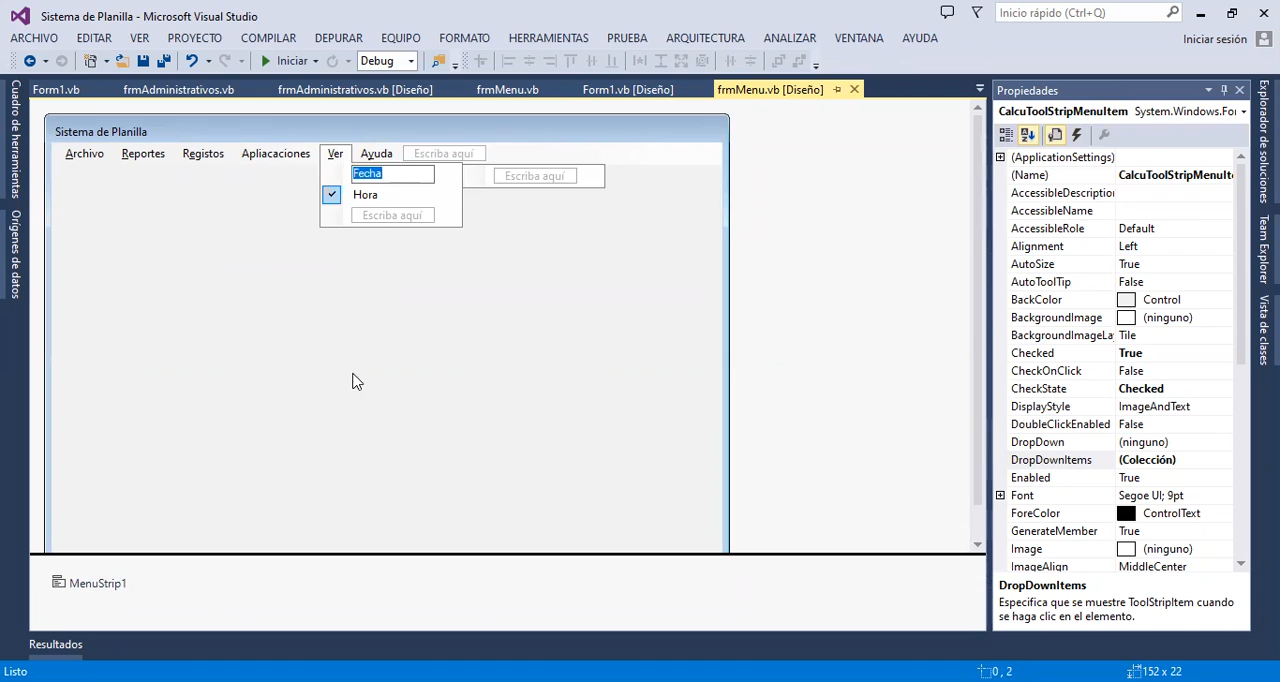 Sistema de Planilla - Microsoft Visual Studio
Inicio rápido (Ctrl+Q)
ARCHIVO EDITAR VER PROYECTO COMPILAR DEPURAR EQUIPO FORMATO HERRAMIENTAS PRUEBA ARQUITECTURA ANALIZAR VENTANA AYUDA
Iniciar sesión
Iniciar Debug
Form1.vb frmAdministrativos.vb frmAdministrativos.vb [Diseño] frmMenu.vb Form1.vb [Diseño] frmMenu.vb [Diseño]
Cuadro de herramientas
Orígenes de datos
Sistema de Planilla
Archivo Reportes Registos Apliacaciones Ver Ayuda Escriba aquí
Fecha
Escriba aquí
Hora
Escriba aquí
MenuStrip1
Propiedades
CalcuToolStripMenuItem System.Windows.For
(ApplicationSettings)
(Name) CalcuToolStripMenuIt
AccessibleDescription
AccessibleName
AccessibleRole Default
Alignment Left
AutoSize True
AutoToolTip False
BackColor Control
BackgroundImage (ninguno)
BackgroundImageLay Tile
Checked True
CheckOnClick False
CheckState Checked
DisplayStyle ImageAndText
DoubleClickEnabled False
DropDown (ninguno)
DropDownItems (Colección)
Enabled True
Font Segoe UI; 9pt
ForeColor ControlText
GenerateMember True
Image (ninguno)
ImageAlign MiddleCenter
DropDownItems
Especifica que se muestre ToolStripItem cuando
se haga clic en el elemento.
Explorador de soluciones
Team Explorer
Vista de clases
Resultados
Listo
0 , 2
152 x 22